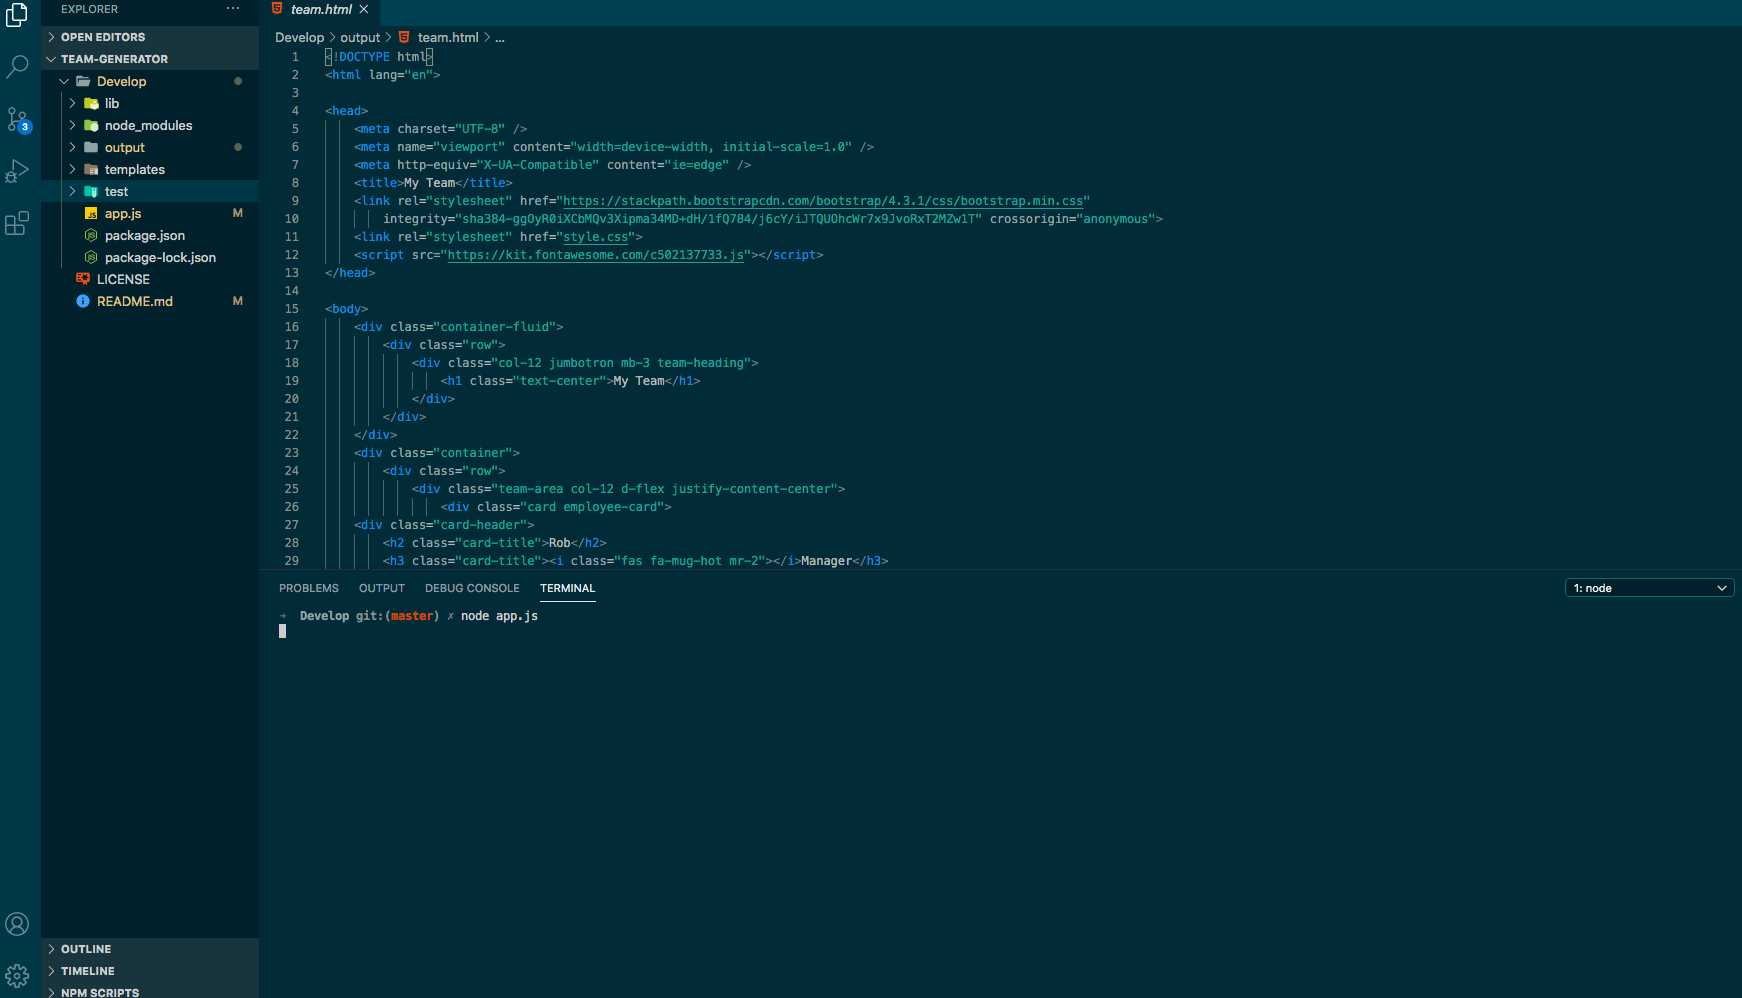 EXPLORER
OPEN EDITORS
TEAM-GENERATOR
Develop
lib
node_modules
output
templates
test
app.js M
package.json
package-lock.json
LICENSE
README.md M
3
OUTLINE
TIMELINE
NPM SCRIPTS
team.html
Develop > output > team.html > ...
1 <!DOCTYPE html>
2 <html lang="en">
3
4 <head>
5 <meta charset="UTF-8" />
6 <meta name="viewport" content="width=device-width, initial-scale=1.0" />
7 <meta http-equiv="X-UA-Compatible" content="ie=edge" />
8 <title>My Team</title>
9 <link rel="stylesheet" href="https://stackpath.bootstrapcdn.com/bootstrap/4.3.1/css/bootstrap.min.css"
10 integrity="sha384-ggOyR0iXCbMQv3Xipma34MD+dH/1fQ784/j6cY/iJTQUOhcWr7x9JvoRxT2MZw1T" crossorigin="anonymous">
11 <link rel="stylesheet" href="style.css">
12 <script src="https://kit.fontawesome.com/c502137733.js"></script>
13 </head>
14
15 <body>
16 <div class="container-fluid">
17 <div class="row">
18 <div class="col-12 jumbotron mb-3 team-heading">
19 <h1 class="text-center">My Team</h1>
20 </div>
21 </div>
22 </div>
23 <div class="container">
24 <div class="row">
25 <div class="team-area col-12 d-flex justify-content-center">
26 <div class="card employee-card">
27 <div class="card-header">
28 <h2 class="card-title">Rob</h2>
29 <h3 class="card-title"><i class="fas fa-mug-hot mr-2"></i>Manager</h3>
PROBLEMS OUTPUT DEBUG CONSOLE TERMINAL 1: node
→ Develop git:(master) ✗ node app.js